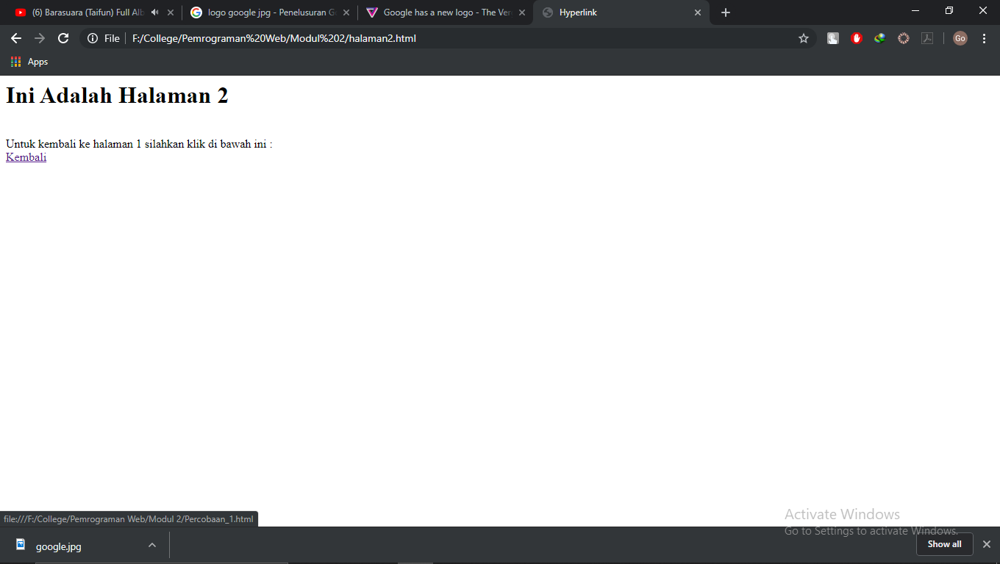 (6) Barasuara (Taifun) Full Alb
logo google jpg - Penelusuran G
Google has a new logo - The Ver
Hyperlink
File
F:/College/Pemrograman%20Web/Modul%202/halaman2.html
Go
Apps
Ini Adalah Halaman 2
Untuk kembali ke halaman 1 silahkan klik di bawah ini :
Kembali
file:///F:/College/Pemrograman Web/Modul 2/Percobaan_1.html
Activate Windows
Go to Settings to activate Windows.
google.jpg
Show all